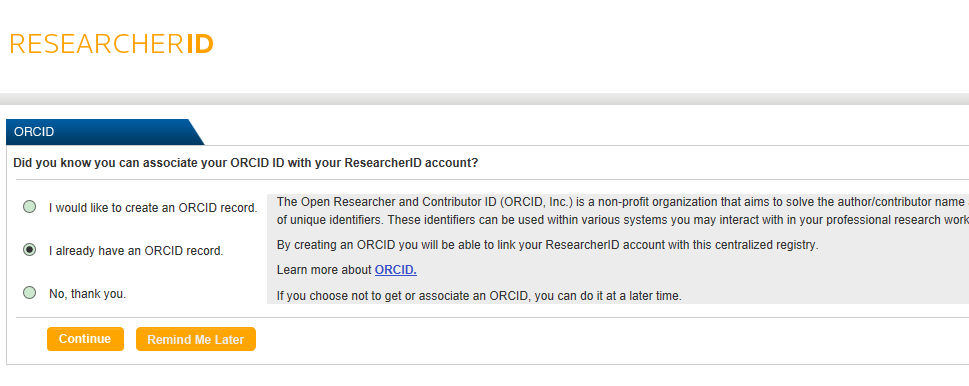 RESEARCHERID
ORCID
Did you know you can associate your ORCID ID with your ResearcherID account?
I would like to create an ORCID record.
I already have an ORCID record.
No, thank you.
The Open Researcher and Contributor ID (ORCID, Inc.) is a non-profit organization that aims to solve the author/contributor name
of unique identifiers. These identifiers can be used within various systems you may interact with in your professional research work
By creating an ORCID you will be able to link your ResearcherID account with this centralized registry.
Learn more about ORCID.
If you choose not to get or associate an ORCID, you can do it at a later time.
Continue
Remind Me Later